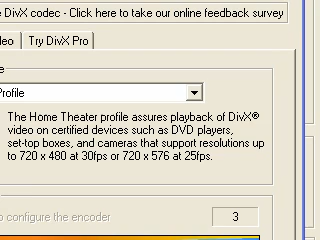 DivX codec - Click here to take our online feedback survey
Try DivX Pro
Profile
The Home Theater profile assures playback of DivX®
video on certified devices such as DVD players,
set-top boxes, and cameras that support resolutions up
to 720 x 480 at 30fps or 720 x 576 at 25fps.
configure the encoder
3